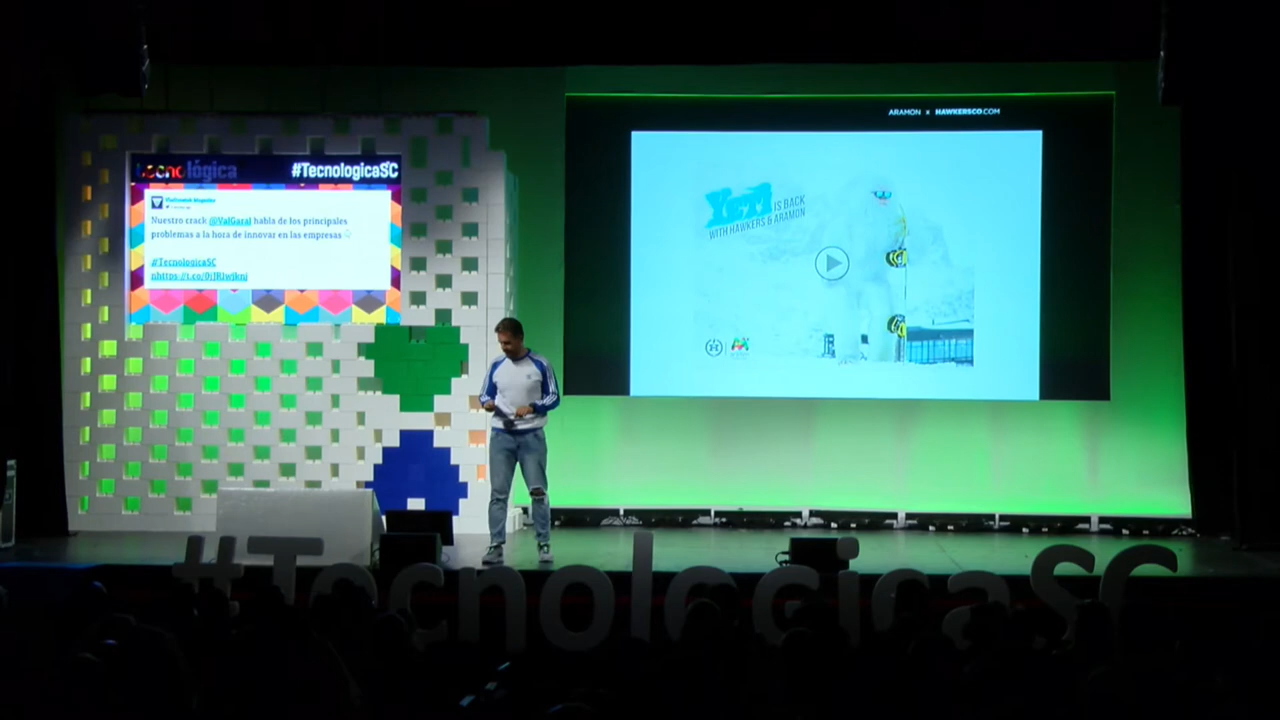 tecnológica
#TecnologicaSC
Nuestro crack @ValGaral habla de los principales
problemas a la hora de innovar en las empresas
#TecnologicaSC
ARAMON x HAWKERSCO.COM
YETI IS BACK
WITH HAWKERS & ARAMON
#TecnologicaSC